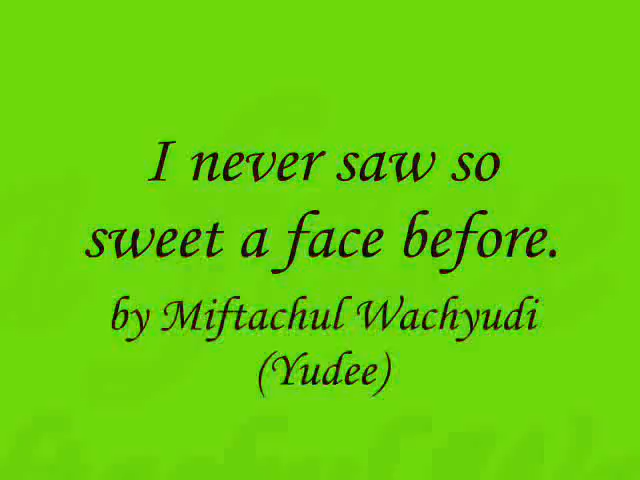 I never saw so
sweet a face before.
by Miftachul Wachyudi
(Yudee)